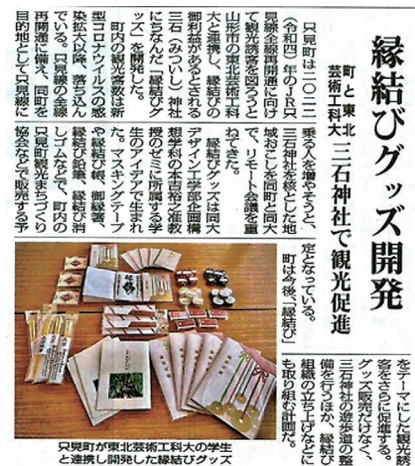 縁結びグッズ開発
町と東北
芸術工科大
三石神社で観光促進
只見町は二〇二二
（令和四）年のJR只
見線全線再開通に向け
て観光誘客を図ろうと
山形市の東北芸術工科
大と連携し、縁結びの
御利益があるとされる
三石（みついし）神社
にちなんだ「縁結びグ
ッズ」を開発した。
町内の観光客数は新
型コロナウイルスの感
染拡大以降、落ち込ん
でいる。只見線の全線
再開通に備え、同町を
目的地として只見線に
乗る人を増やそうと、
三石神社を核とした地
域おこしを同町と同大
で、リモート会議を重
ねてきた。
縁結びグッズは同大
デザイン工学部企画構
想学科の本吉裕之准教
授のゼミに所属する学
生のアイデアで生まれ
た。マスキングテープ
や縁結び帳、御縁箸、
縁結び鉛筆、縁結び消
しゴムなどで、町内の
只見町観光まちづくり
協会などで販売する予
定となっている。
町は今後、「縁結び」
をテーマにした観光誘
客をさらに促進する。
グッズ販売だけでなく、
三石神社の遊歩道の整
備を行うほか、縁結び
組織の立ち上げなどに
も取り組む計画だ。
只見町が東北芸術工科大の学生
と連携し開発した縁結びグッズ